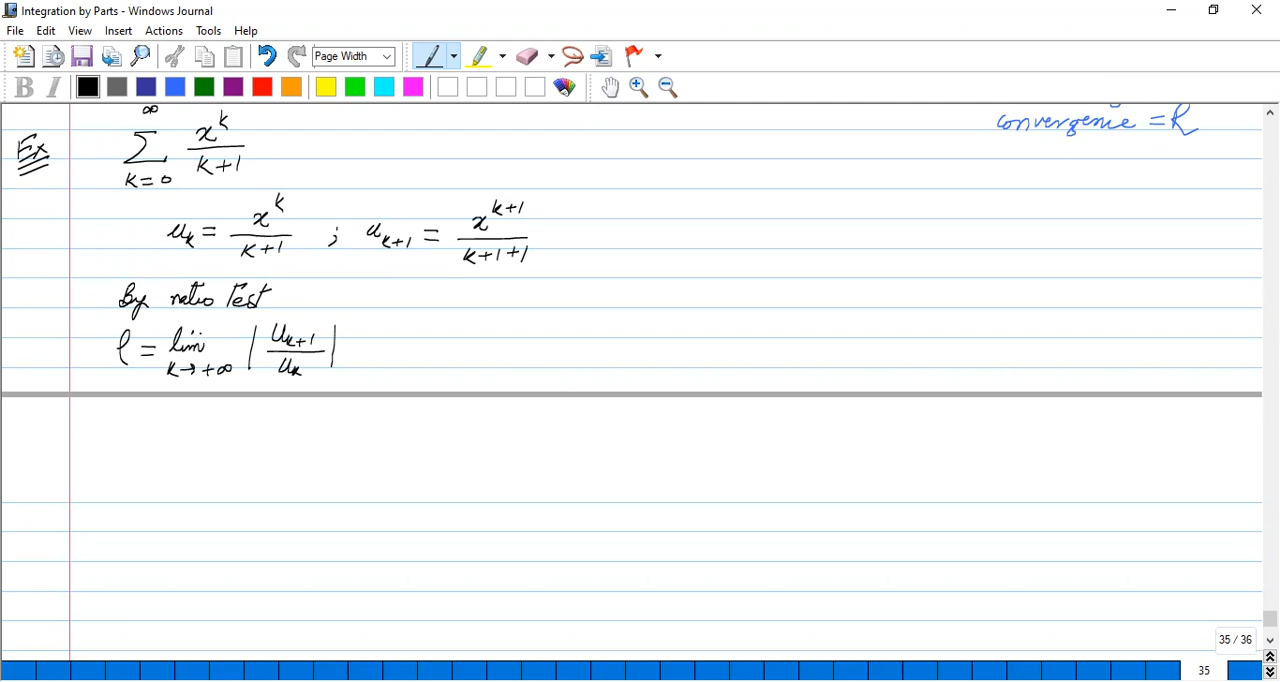 Integration by Parts - Windows Journal
File Edit View Insert Actions Tools Help
Page Width
B I
convergence = R
Ex ∑_{k=0}^{∞} x^k / (k+1)
u_k = x^k / (k+1) ; u_{k+1} = x^{k+1} / (k+1+1)
By ratio Test
ρ = lim_{k→+∞} | u_{k+1} / u_k |
35 / 36
35